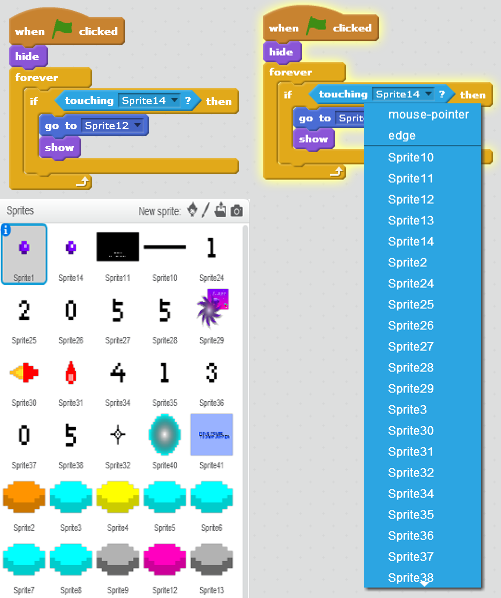 when clicked
hide
forever
if touching Sprite14 ? then
go to Sprite12
show
Sprites New sprite:
Sprite1 Sprite14 Sprite11 Sprite10 Sprite24
1
2 0 5 5
Sprite25 Sprite26 Sprite27 Sprite28 Sprite29
4 1 3
Sprite30 Sprite31 Sprite34 Sprite35 Sprite36
0 5
Sprite37 Sprite38 Sprite32 Sprite40 Sprite41
Sprite2 Sprite3 Sprite4 Sprite5 Sprite6
Sprite7 Sprite8 Sprite9 Sprite12 Sprite13
when clicked
hide
forever
if touching Sprite14 ? then
go to
show
mouse-pointer
edge
Sprite10
Sprite11
Sprite12
Sprite13
Sprite14
Sprite2
Sprite24
Sprite25
Sprite26
Sprite27
Sprite28
Sprite29
Sprite3
Sprite30
Sprite31
Sprite32
Sprite34
Sprite35
Sprite36
Sprite37
Sprite38